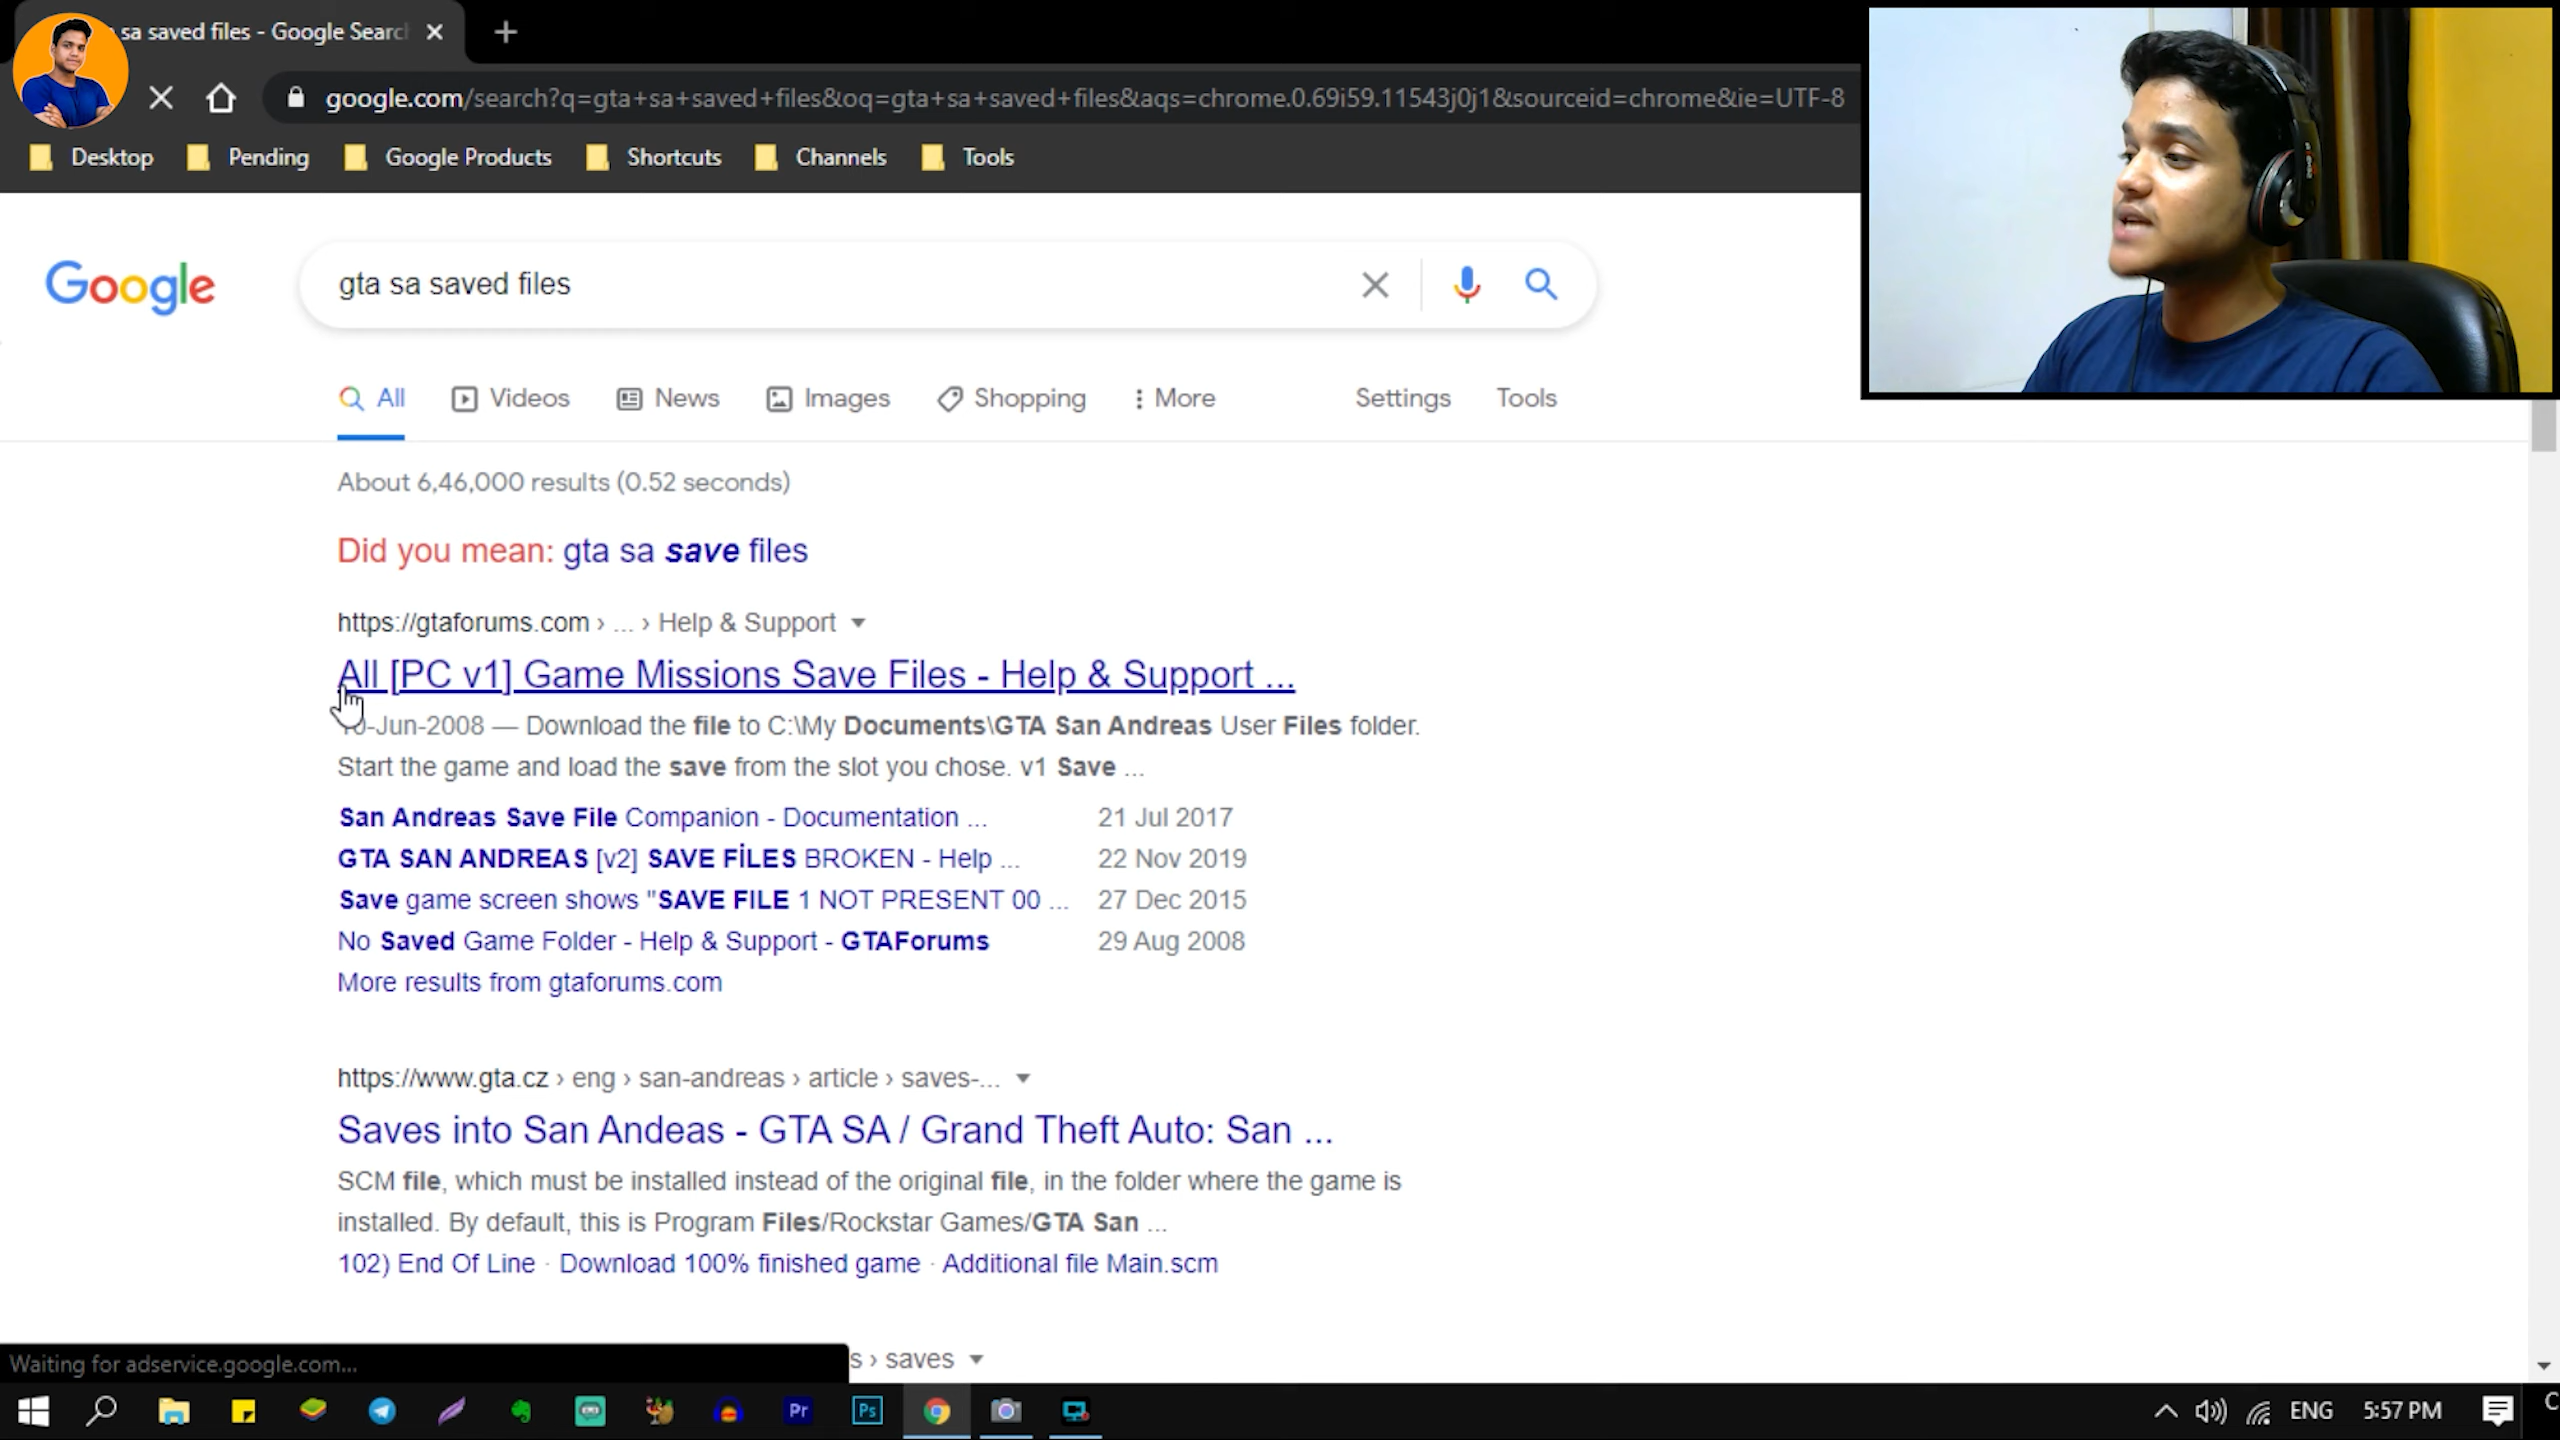 sa saved files - Google Search
google.com/search?q=gta+sa+saved+files&oq=gta+sa+saved+files&aqs=chrome.0.69i59.11543j0j1&sourceid=chrome&ie=UTF-8
Desktop Pending Google Products Shortcuts Channels Tools
Google gta sa saved files
All Videos News Images Shopping More Settings Tools
About 6,46,000 results (0.52 seconds)
Did you mean: gta sa save files
https://gtaforums.com › ... › Help & Support
All [PC v1] Game Missions Save Files - Help & Support ...
10-Jun-2008 — Download the file to C:\My Documents\GTA San Andreas User Files folder.
Start the game and load the save from the slot you chose. v1 Save ...
San Andreas Save File Companion - Documentation ... 21 Jul 2017
GTA SAN ANDREAS [v2] SAVE FİLES BROKEN - Help ... 22 Nov 2019
Save game screen shows "SAVE FILE 1 NOT PRESENT 00 ... 27 Dec 2015
No Saved Game Folder - Help & Support - GTAForums 29 Aug 2008
More results from gtaforums.com
https://www.gta.cz › eng › san-andreas › article › saves-...
Saves into San Andeas - GTA SA / Grand Theft Auto: San ...
SCM file, which must be installed instead of the original file, in the folder where the game is
installed. By default, this is Program Files/Rockstar Games/GTA San ...
102) End Of Line · Download 100% finished game · Additional file Main.scm
Waiting for adservice.google.com... s › saves
Pr Ps ENG 5:57 PM